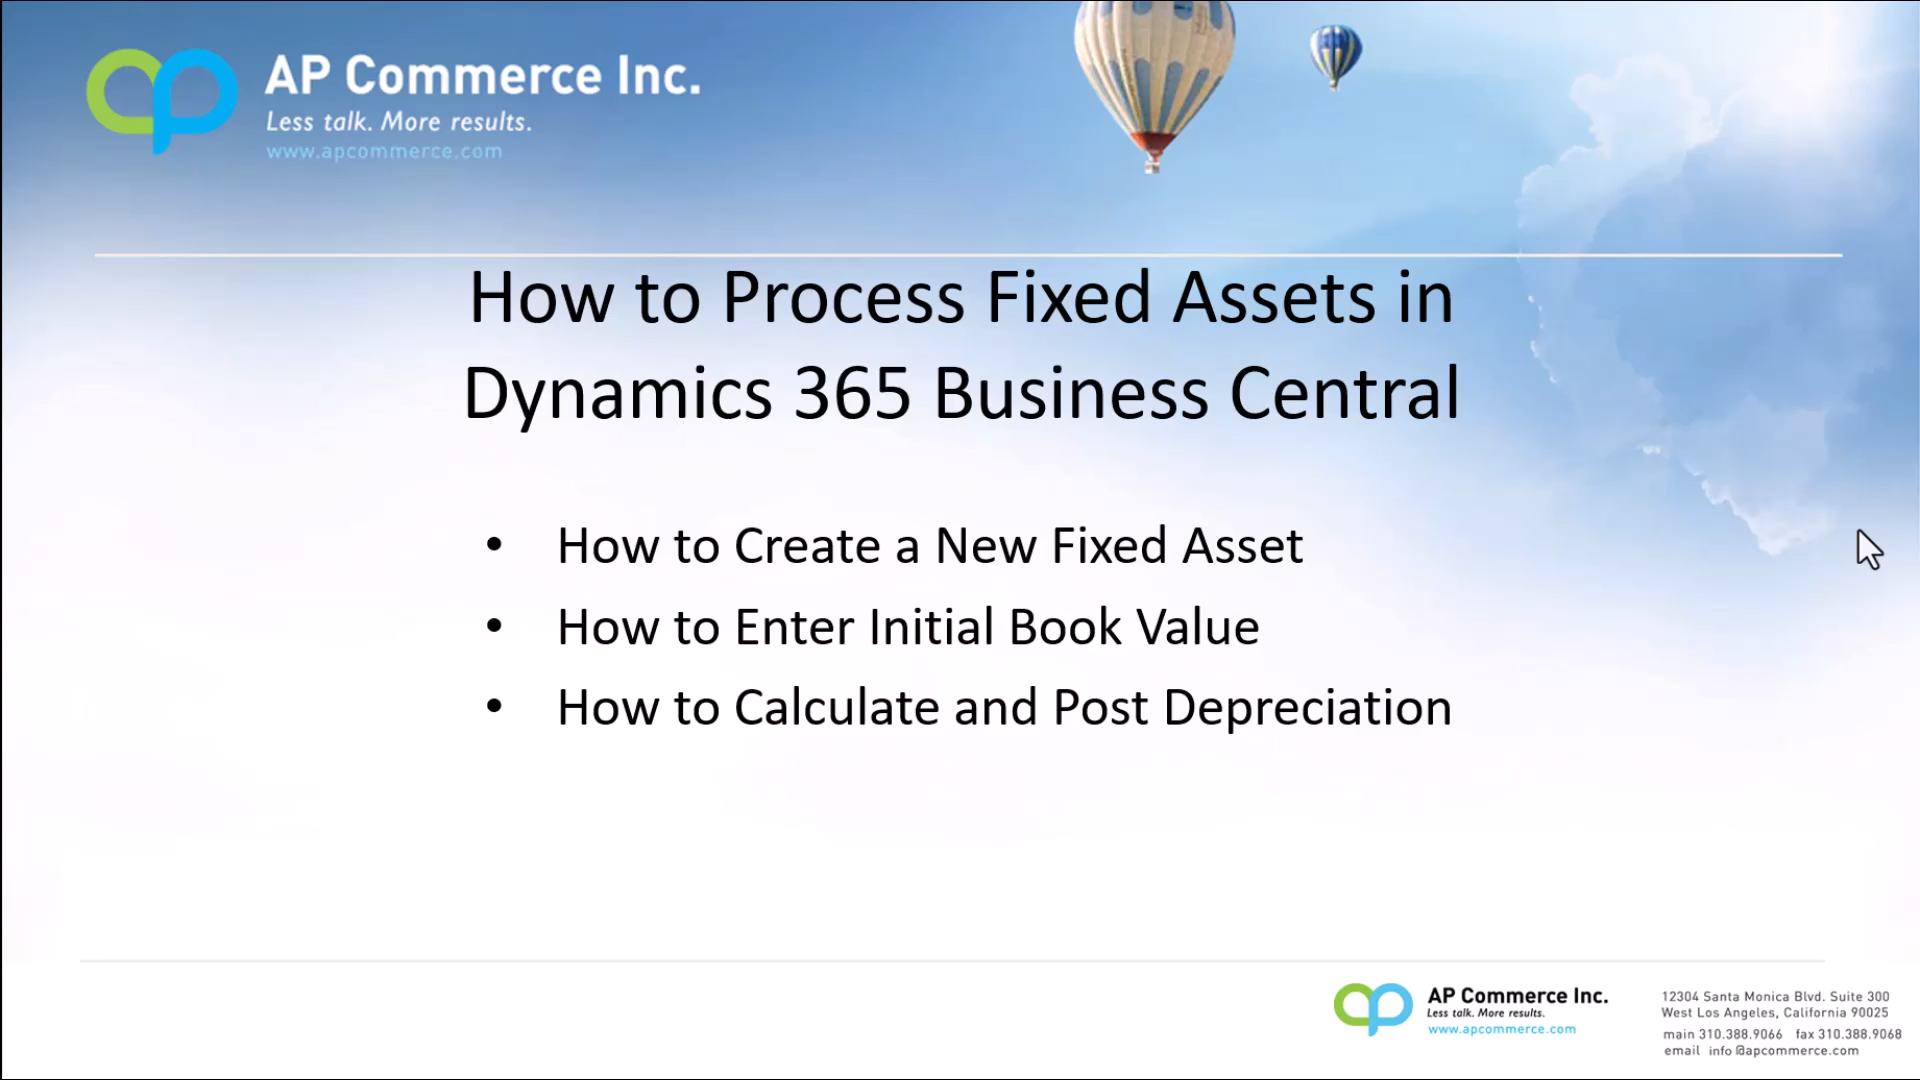 AP Commerce Inc.
Less talk. More results.
www.apcommerce.com
How to Process Fixed Assets in
Dynamics 365 Business Central
• How to Create a New Fixed Asset
• How to Enter Initial Book Value
• How to Calculate and Post Depreciation
AP Commerce Inc.
Less talk. More results.
www.apcommerce.com
12304 Santa Monica Blvd. Suite 300
West Los Angeles, California 90025
main 310.388.9066 fax 310.388.9068
email info@apcommerce.com